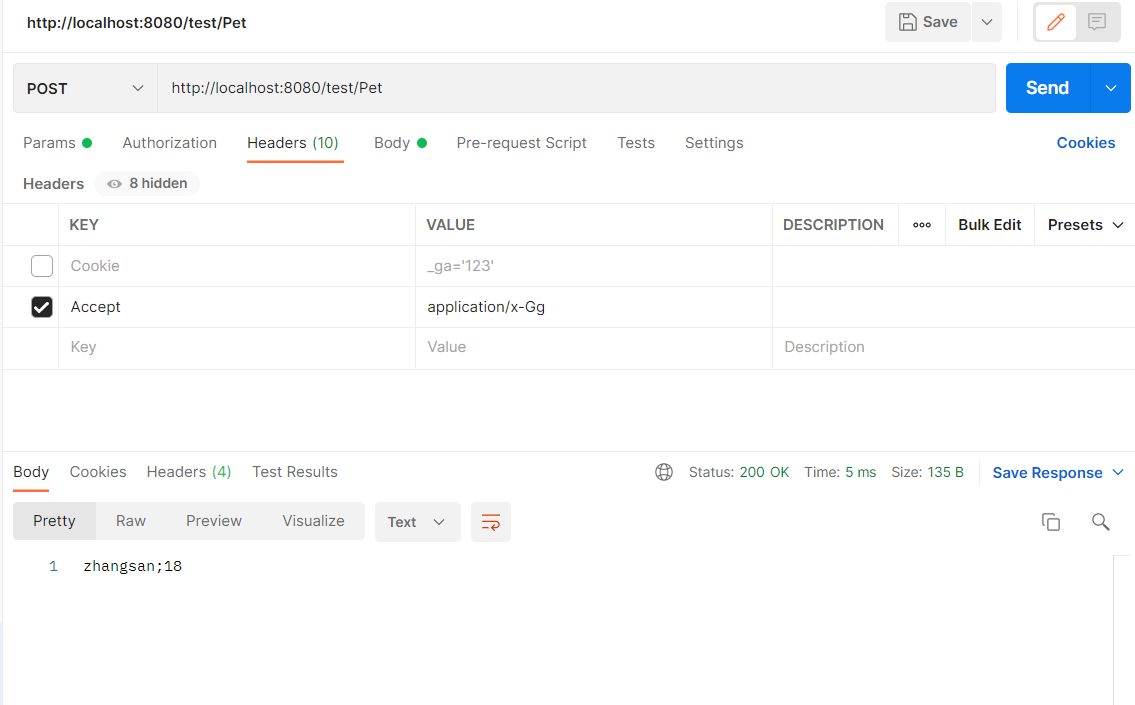 http://localhost:8080/test/Pet Save
POST http://localhost:8080/test/Pet Send
Params Authorization Headers (10) Body Pre-request Script Tests Settings Cookies
Headers 8 hidden
KEY VALUE DESCRIPTION ooo Bulk Edit Presets
Cookie _ga='123'
Accept application/x-Gg
Key Value Description
Body Cookies Headers (4) Test Results Status: 200 OK Time: 5 ms Size: 135 B Save Response
Pretty Raw Preview Visualize Text
1 zhangsan;18